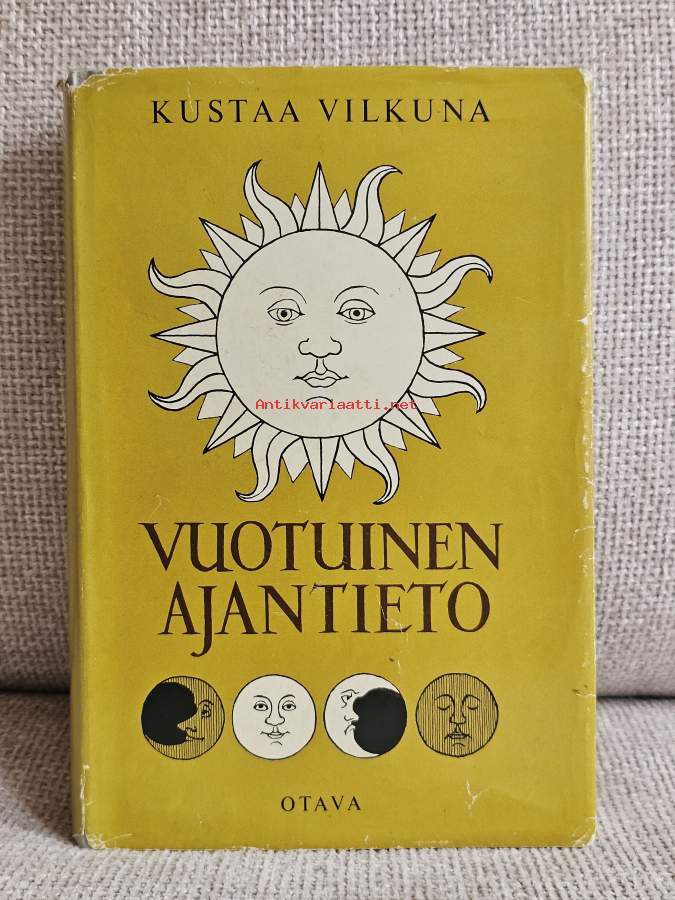 KUSTAA VILKUNA
Antikvariaatti.net
VUOTUINEN
AJANTIETO
OTAVA